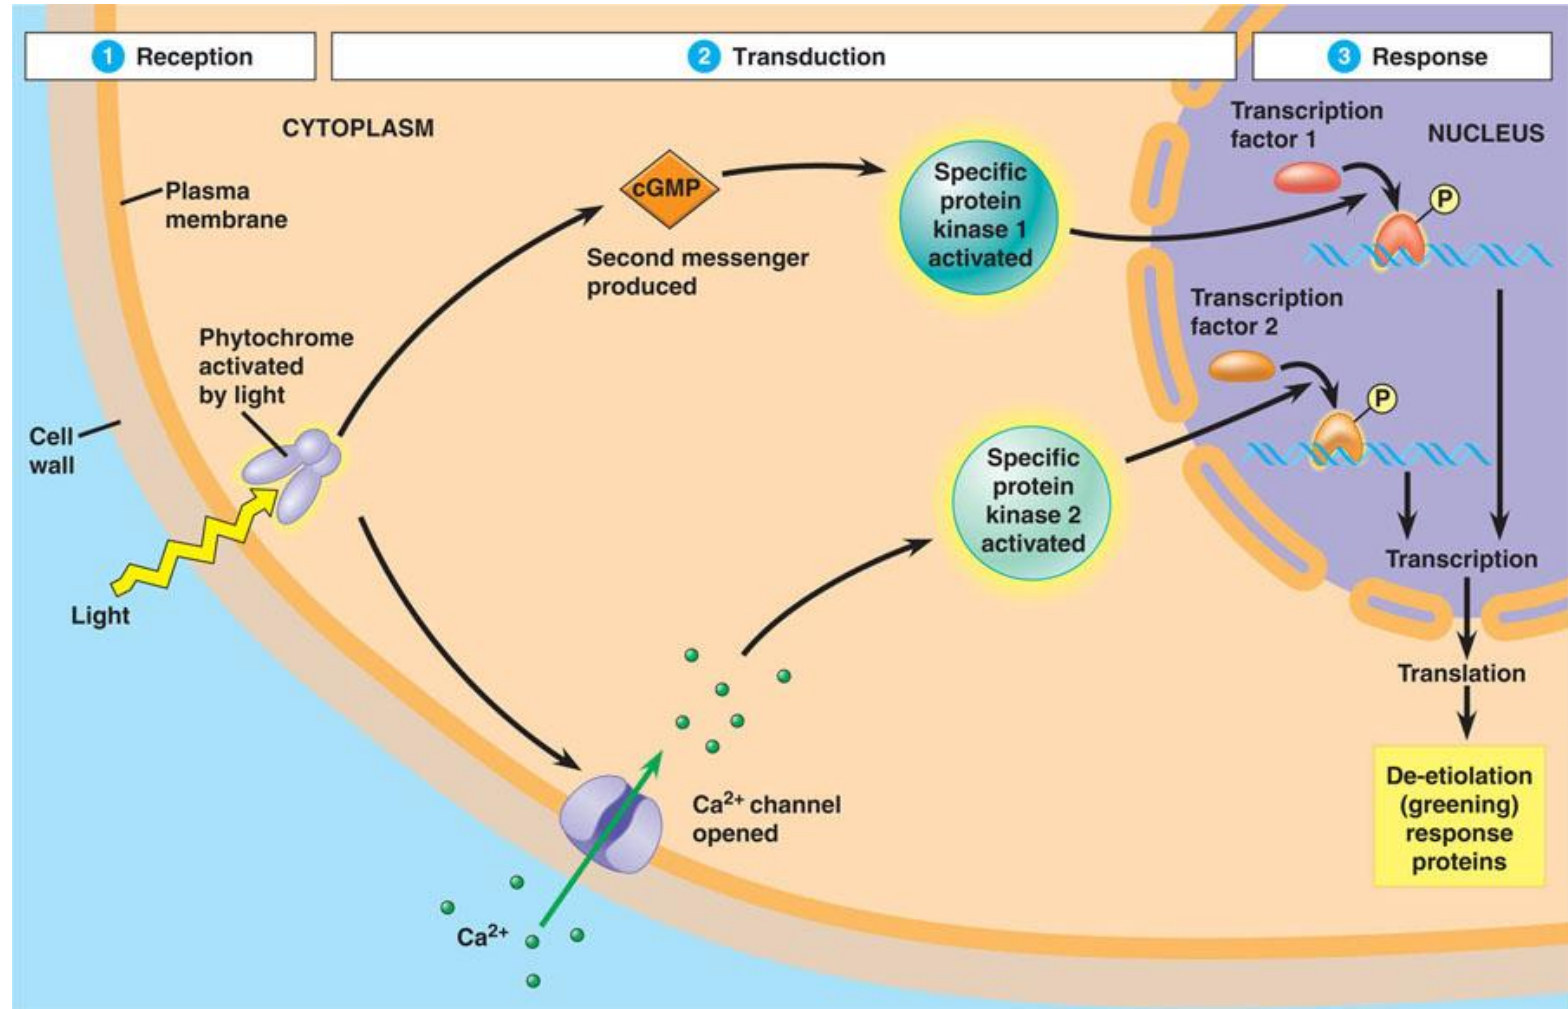 1 Reception
2 Transduction
3 Response
CYTOPLASM
NUCLEUS
Plasma
membrane
cGMP
Second messenger
produced
Specific
protein
kinase 1
activated
Transcription
factor 1
P
Transcription
factor 2
P
Phytochrome
activated
by light
Cell
wall
Light
Specific
protein
kinase 2
activated
Transcription
Translation
De-etiolation
(greening)
response
proteins
Ca²⁺ channel
opened
Ca²⁺